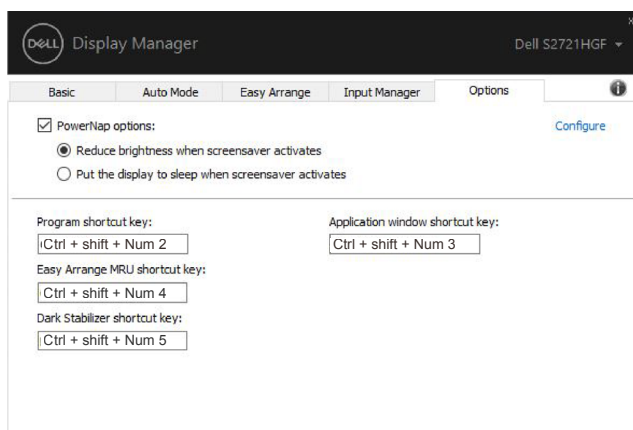 DELL Display Manager
Dell S2721HGF
Basic Auto Mode Easy Arrange Input Manager Options
PowerNap options:
Configure
Reduce brightness when screensaver activates
Put the display to sleep when screensaver activates
Program shortcut key:
Application window shortcut key:
Ctrl + shift + Num 2
Ctrl + shift + Num 3
Easy Arrange MRU shortcut key:
Ctrl + shift + Num 4
Dark Stabilizer shortcut key:
Ctrl + shift + Num 5